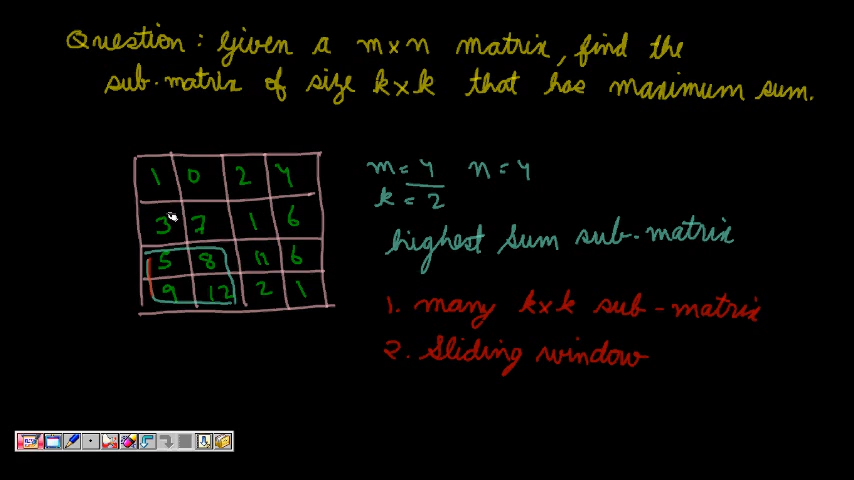 Question : Given a m×n matrix, find the
sub-matrix of size k×k that has maximum sum.
1 0 2 4
3 7 1 6
5 8 11 6
9 12 2 1
m = 4 n = 4
k = 2
highest sum sub-matrix
1. many k×k sub-matrix
2. Sliding window